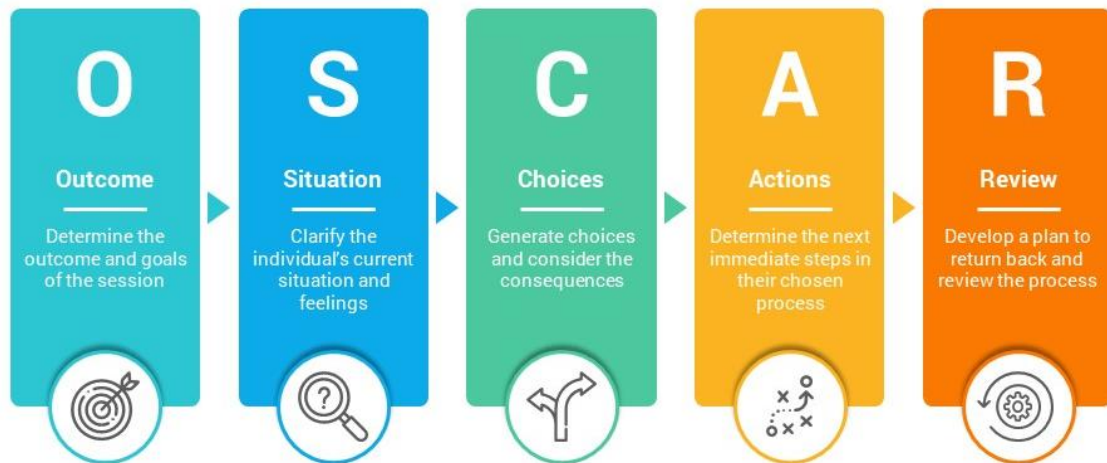 O
Outcome
Determine the
outcome and goals
of the session
S
Situation
Clarify the
individual's current
situation and
feelings
?
C
Choices
Generate choices
and consider the
consequences
A
Actions
Determine the next
immediate steps in
their chosen
process
R
Review
Develop a plan to
return back and
review the process